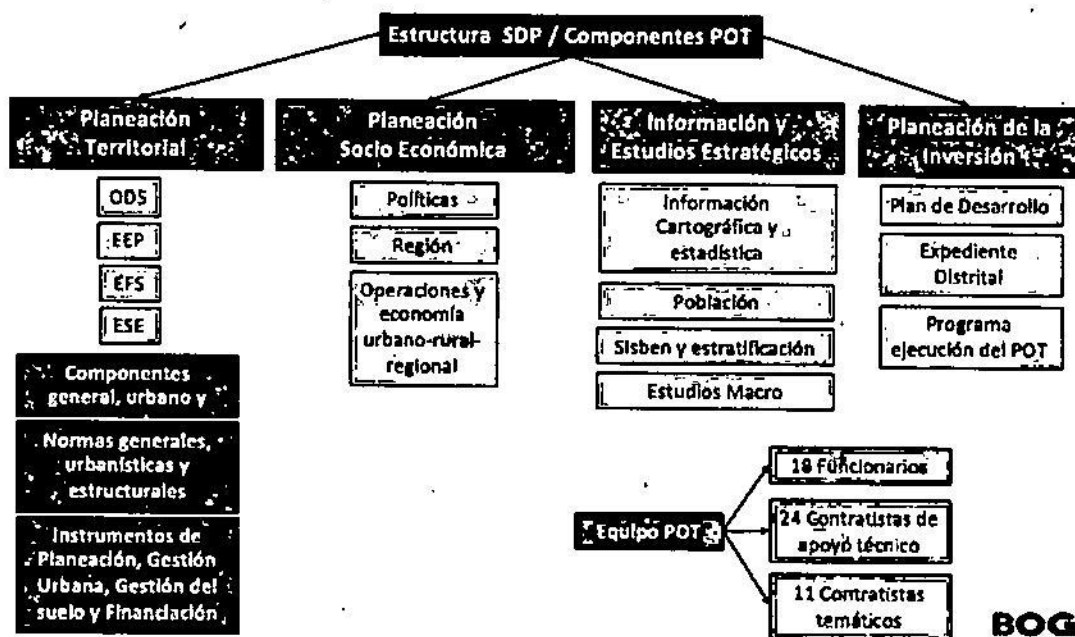 Estructura SDP / Componentes POT
Planeación
Territorial
ODS
EEP
EFS
ESE
Componentes
general, urbano y
Normas generales,
urbanísticas y
estructurales
Instrumentos de
Planeación, Gestión
Urbana, Gestión del
suelo y Financiación
Planeación
Socio Económica
Políticas
Región
Operaciones y
economía
urbano-rural-
regional
Información y
Estudios Estratégicos
Información
Cartográfica y
estadística
Población
Sisben y estratificación
Estudios Macro
Planeación de la
Inversión
Plan de Desarrollo
Expediente
Distrital
Programa
ejecución del POT
Equipo POT
18 Funcionarios
24 Contratistas de
apoyo técnico
11 Contratistas
temáticos
BOG